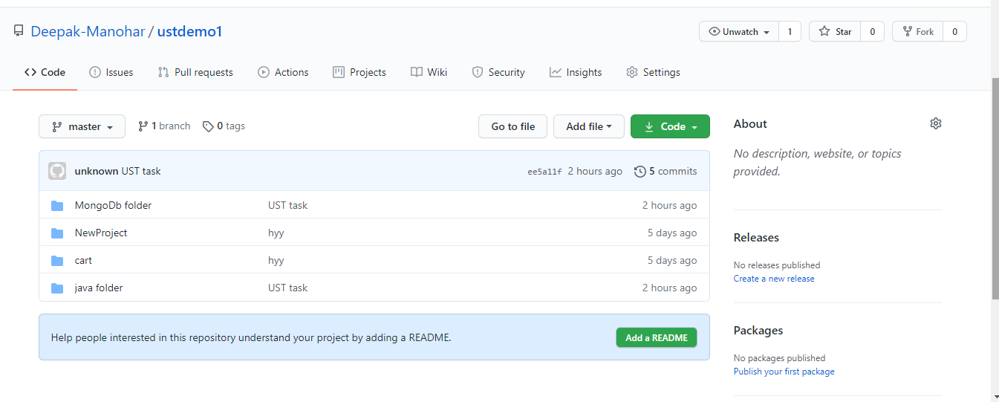 Deepak-Manohar / ustdemo1
Unwatch 1 Star 0 Fork 0
Code Issues Pull requests Actions Projects Wiki Security Insights Settings
master 1 branch 0 tags Go to file Add file Code
unknown UST task ee5a11f 2 hours ago 5 commits
MongoDb folder UST task 2 hours ago
NewProject hyy 5 days ago
cart hyy 5 days ago
java folder UST task 2 hours ago
Help people interested in this repository understand your project by adding a README. Add a README
About
No description, website, or topics
provided.
Releases
No releases published
Create a new release
Packages
No packages published
Publish your first package